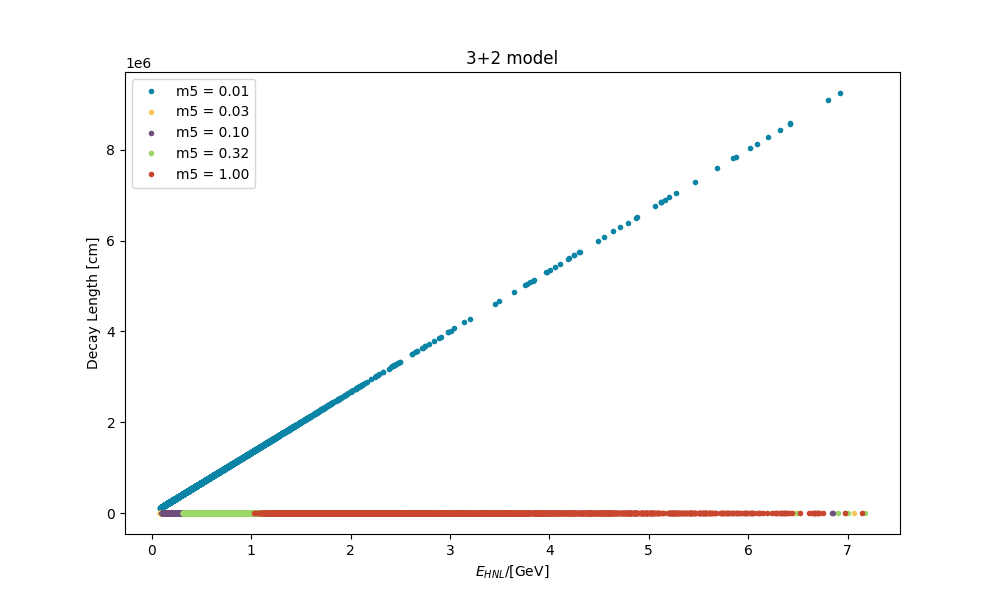 3+2 model
1e6
m5 = 0.01
m5 = 0.03
m5 = 0.10
m5 = 0.32
m5 = 1.00
Decay Length [cm]
8
6
4
2
0
0 1 2 3 4 5 6 7
E_{HNL}/[GeV]